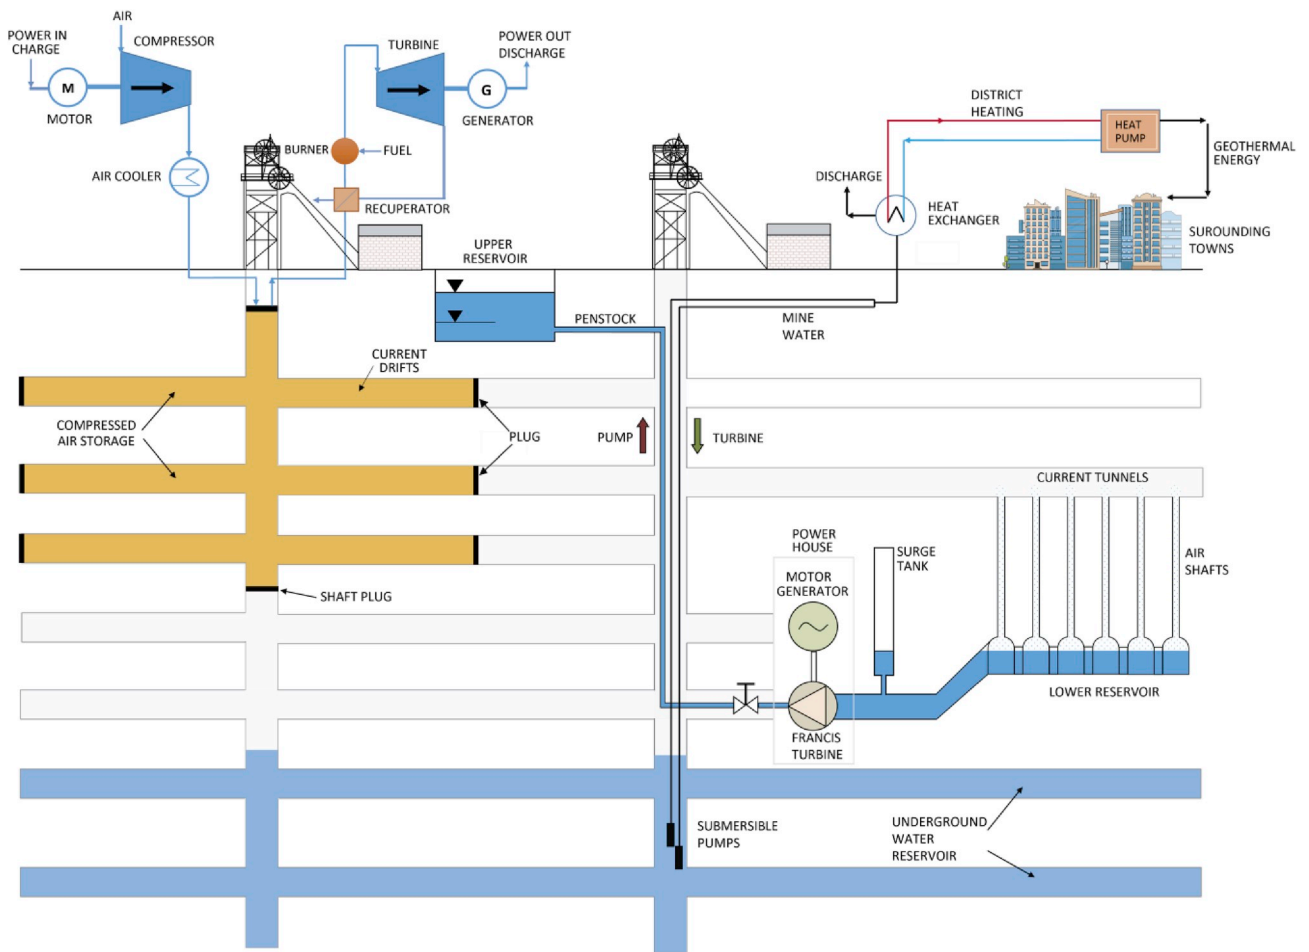 AIR
POWER IN
CHARGE
COMPRESSOR
M
MOTOR
AIR COOLER
TURBINE
POWER OUT
DISCHARGE
G
GENERATOR
BURNER
FUEL
RECUPERATOR
UPPER
RESERVOIR
DISTRICT
HEATING
HEAT
PUMP
GEOTHERMAL
ENERGY
DISCHARGE
HEAT
EXCHANGER
SUROUNDING
TOWNS
PENSTOCK
MINE
WATER
CURRENT
DRIFTS
COMPRESSED
AIR STORAGE
PLUG
PUMP
TURBINE
CURRENT TUNNELS
POWER
HOUSE
SURGE
TANK
AIR
SHAFTS
MOTOR
GENERATOR
SHAFT PLUG
LOWER RESERVOIR
FRANCIS
TURBINE
SUBMERSIBLE
PUMPS
UNDERGROUND
WATER
RESERVOIR